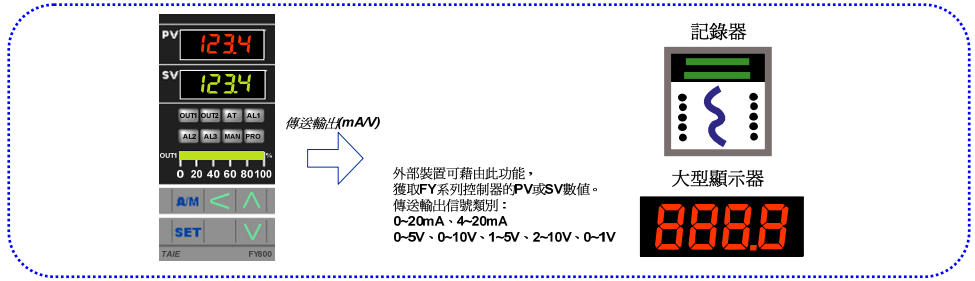 PV
123.4
SV
123.4
OUT1 OUT2 AT AL1
AL2 AL3 MAN PRO
OUT1 %
0 20 40 60 80 100
A/M
SET
TAIE FY800
傳送輸出(mA/V)
外部裝置可藉由此功能，
獲取FY系列控制器的PV或SV數值。
傳送輸出信號類別：
0~20mA、4~20mA
0~5V、0~10V、1~5V、2~10V、0~1V
記錄器
大型顯示器
888.8